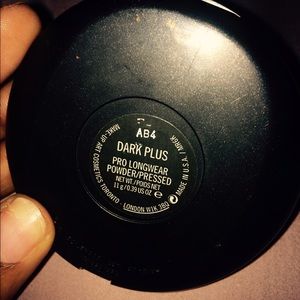 AB4
DARK PLUS
PRO LONGWEAR
POWDER/PRESSED
NET WT./POIDS NET
11 g / 0.39 US OZ e
MAKE-UP ART COSMETICS TORONTO
LONDON W1K 3BQ
MADE IN U.S.A.